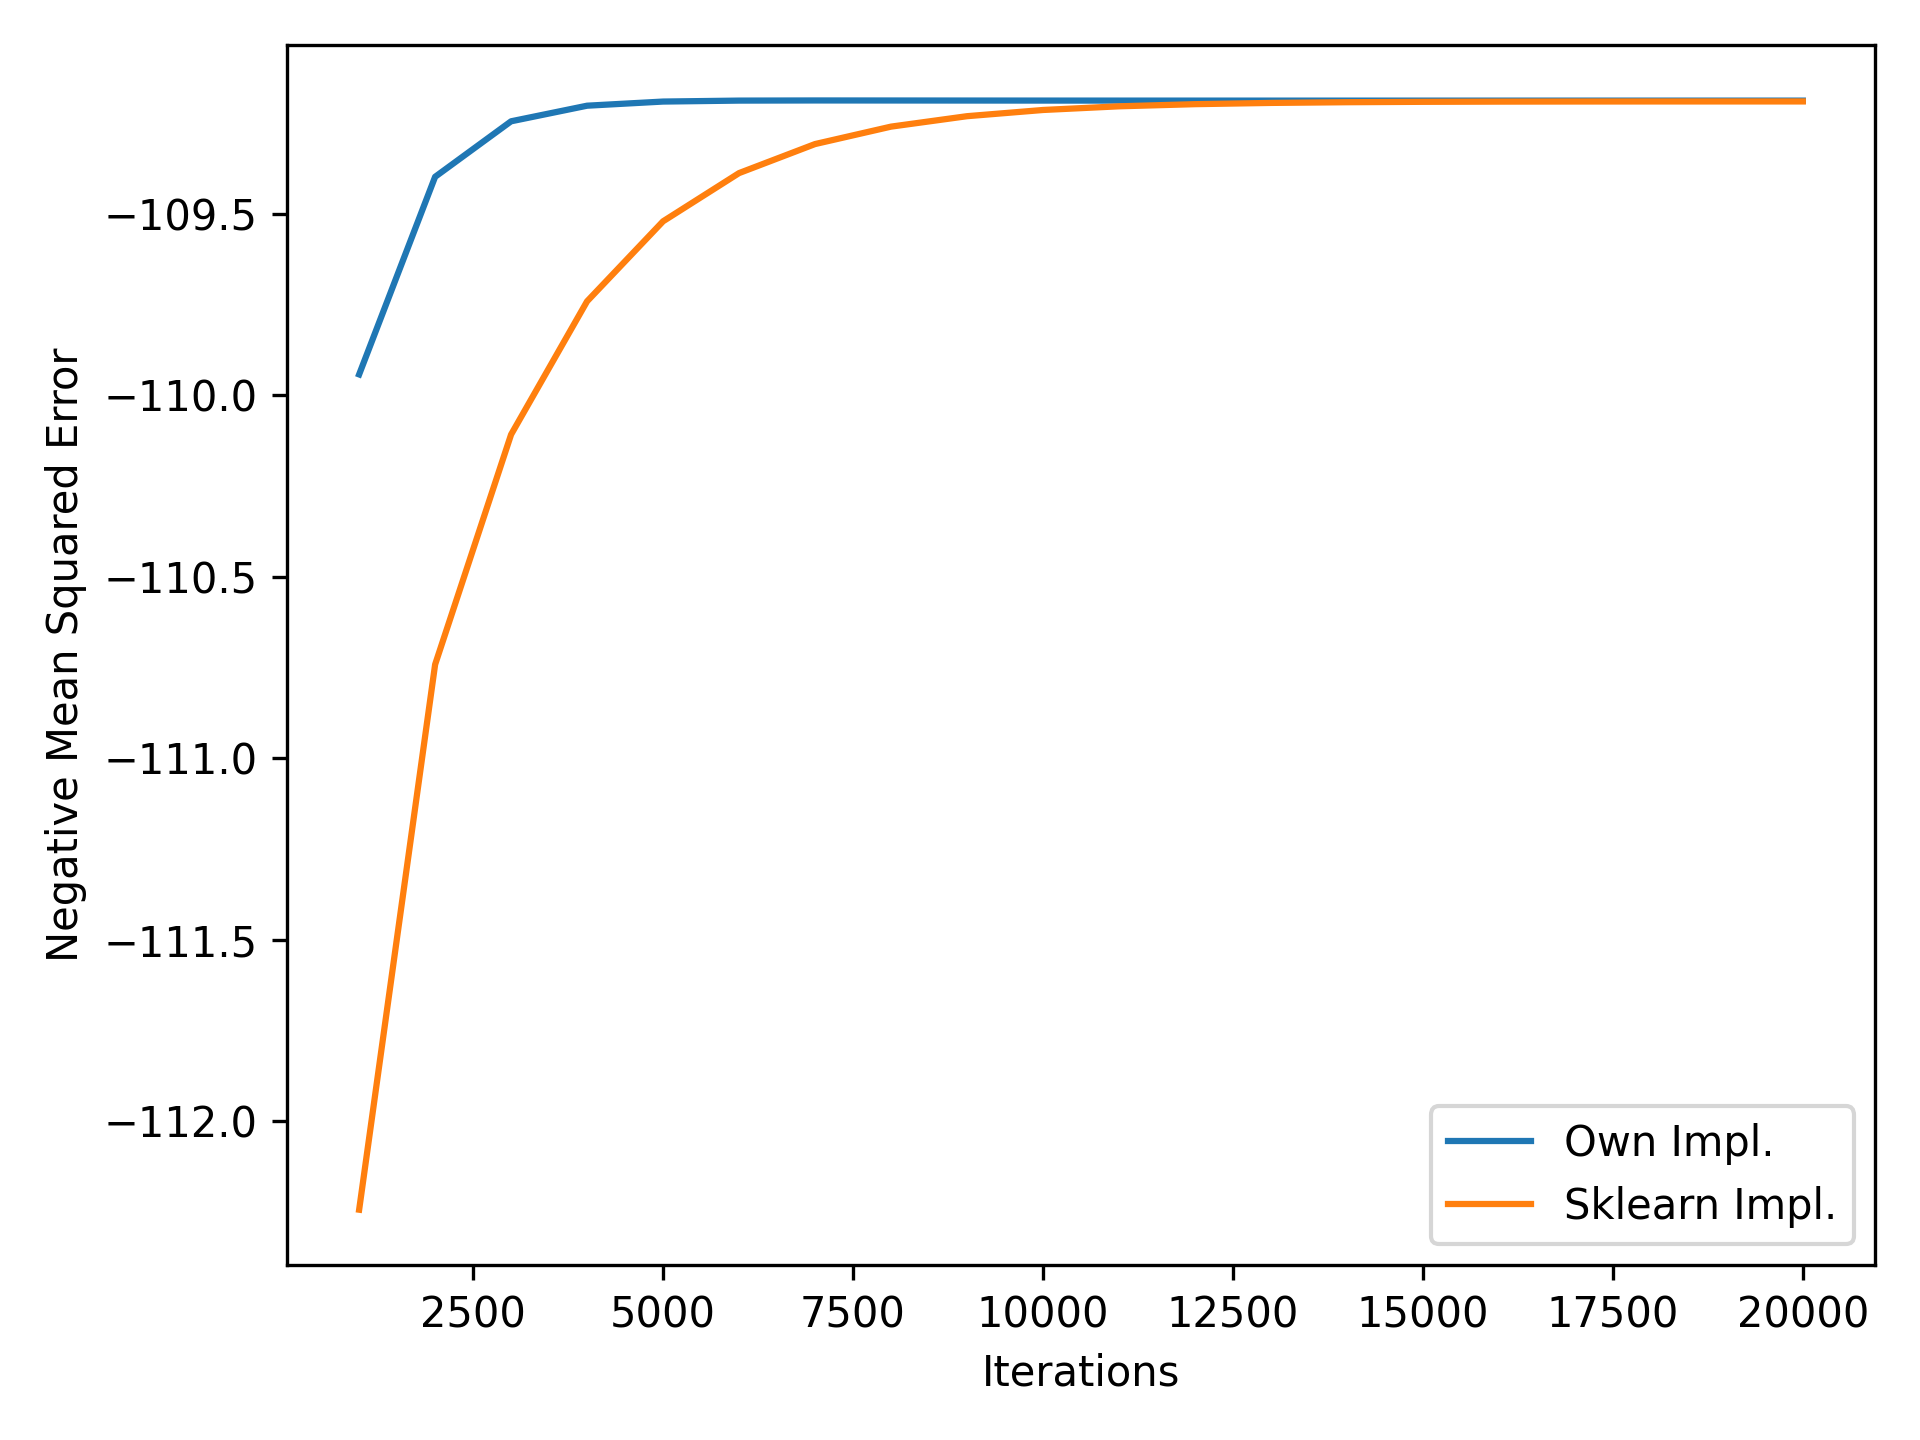 Negative Mean Squared Error
−109.5
−110.0
−110.5
−111.0
−111.5
−112.0
Own Impl.
Sklearn Impl.
2500 5000 7500 10000 12500 15000 17500 20000
Iterations